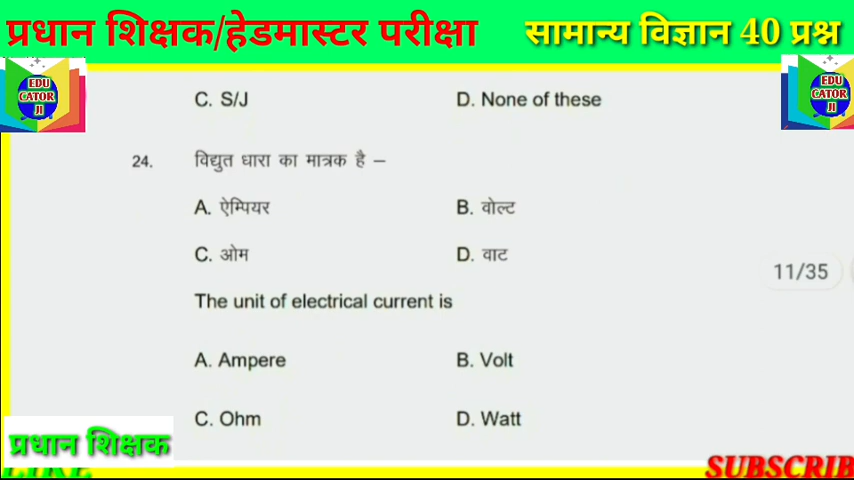 प्रधान शिक्षक/हेडमास्टर परीक्षा
सामान्य विज्ञान 40 प्रश्न
EDU
CATOR
JI
EDU
CATOR
JI
C. S/J
D. None of these
24. विद्युत धारा का मात्रक है –
A. ऐम्पियर
B. वोल्ट
C. ओम
D. वाट
11/35
The unit of electrical current is
A. Ampere
B. Volt
C. Ohm
D. Watt
प्रधान शिक्षक
LIKE
SUBSCRIB